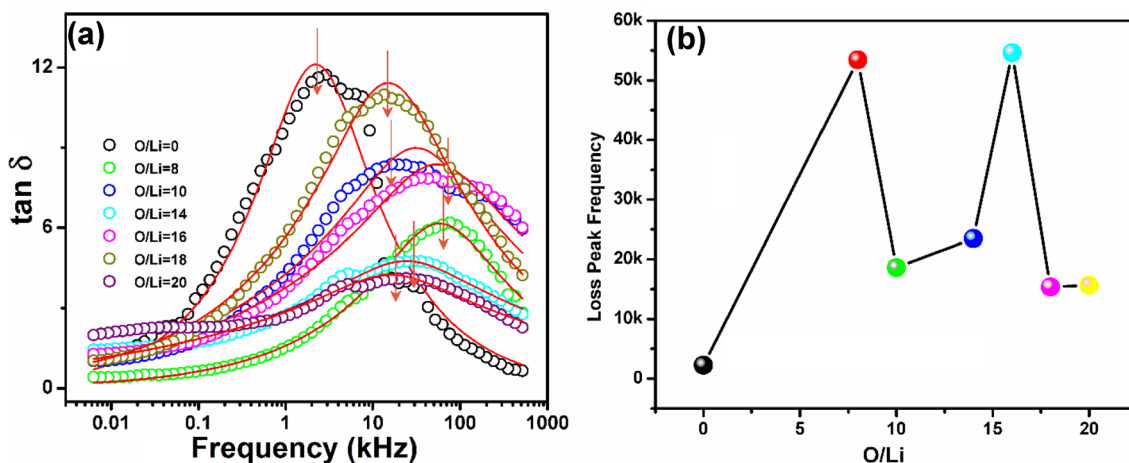 (a)
12
6
0
tan δ
O/Li=0
O/Li=8
O/Li=10
O/Li=14
O/Li=16
O/Li=18
O/Li=20
0.01 0.1 1 10 100 1000
Frequency (kHz)
(b)
60k
50k
40k
30k
20k
10k
0
Loss Peak Frequency
0 5 10 15 20
O/Li